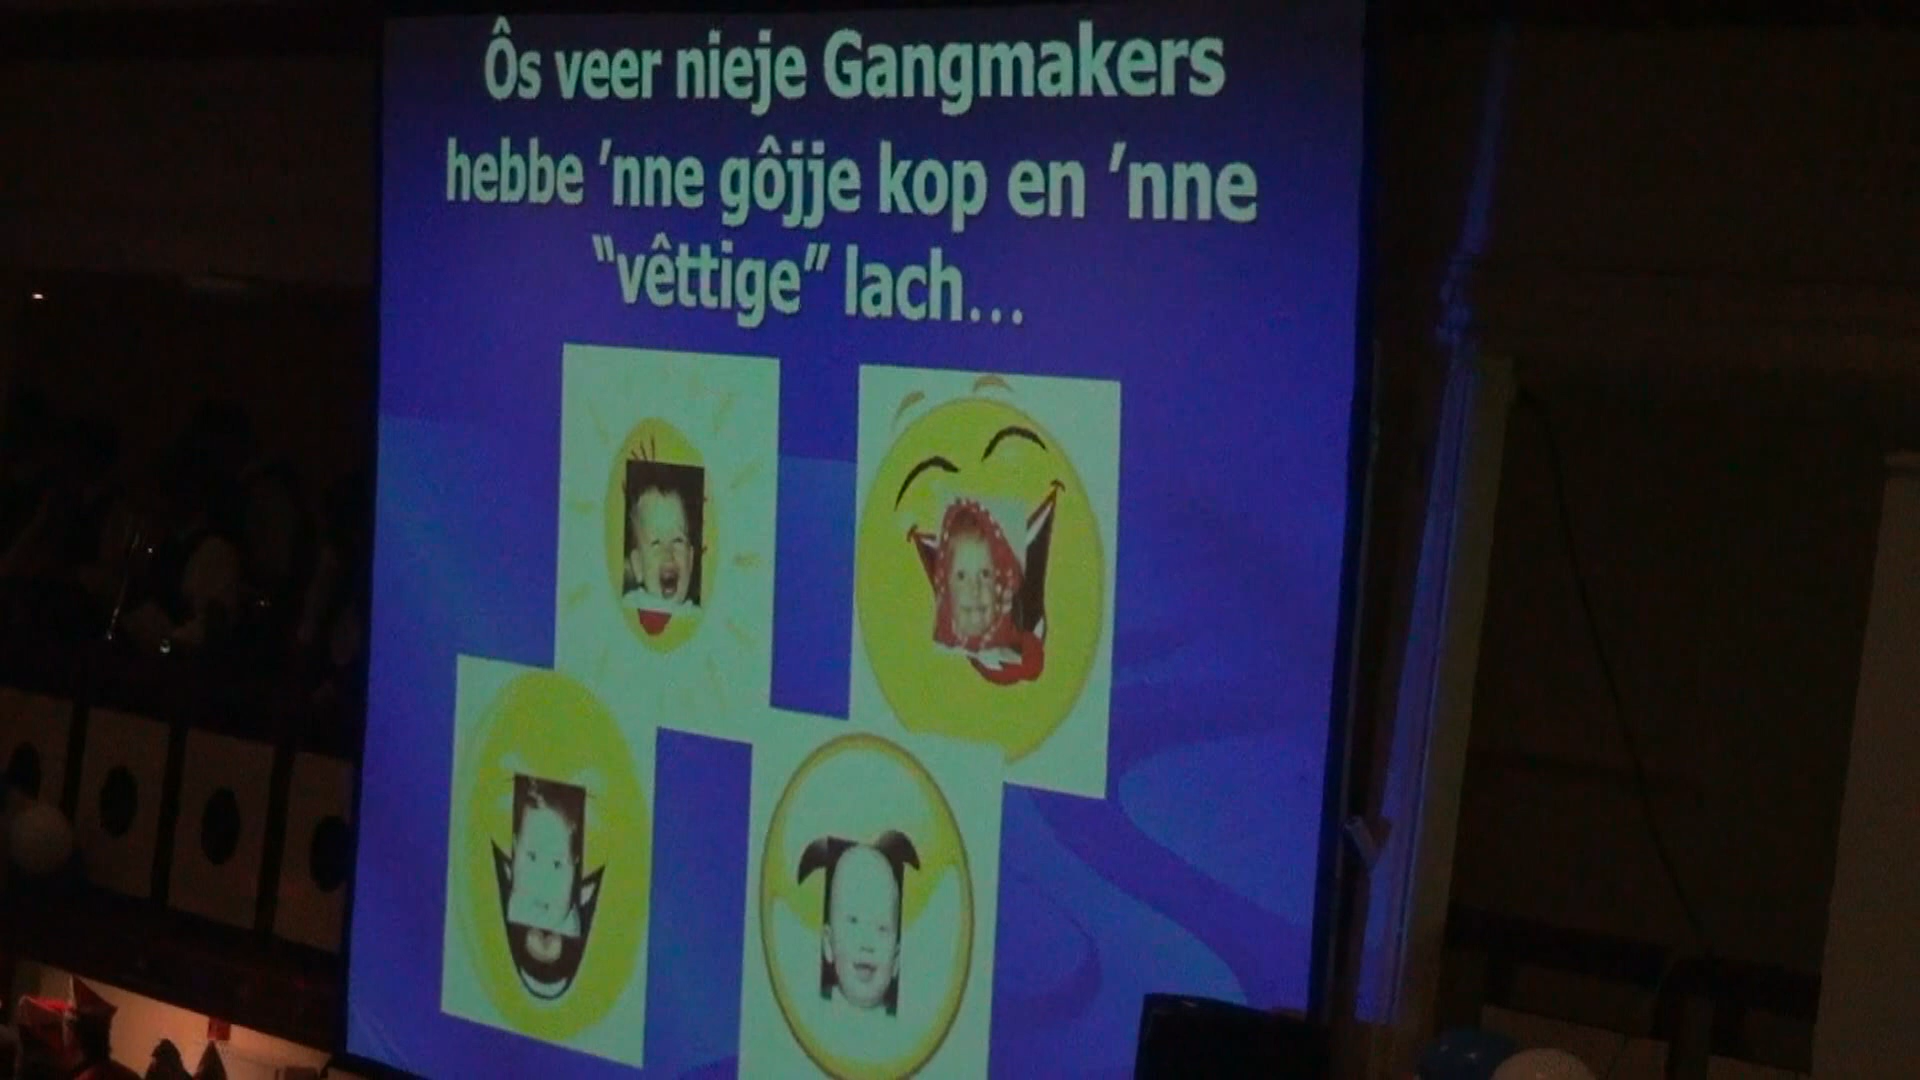 Ôs veer nieje Gangmakers
hebbe ’nne gôjje kop en ’nne
“vêttige” lach...